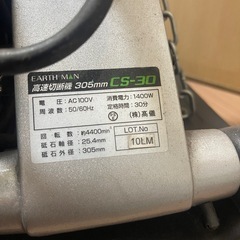 EARTH MAN
高速切断機 305mm CS-30
電圧:AC100V
消費電力:1400W
周波数:50/60Hz
定格時間:30分
(株)高儀
回転数:約4400min⁻¹
砥石軸径:25.4mm
砥石外径:305mm
LOT.No
10LM